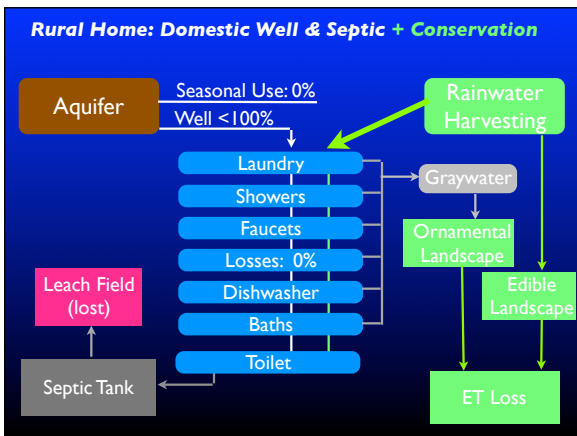 Rural Home: Domestic Well & Septic + Conservation
Aquifer
Seasonal Use: 0%
Well <100%
Rainwater
Harvesting
Laundry
Showers
Faucets
Losses: 0%
Dishwasher
Baths
Toilet
Graywater
Ornamental
Landscape
Edible
Landscape
Leach Field
(lost)
Septic Tank
ET Loss